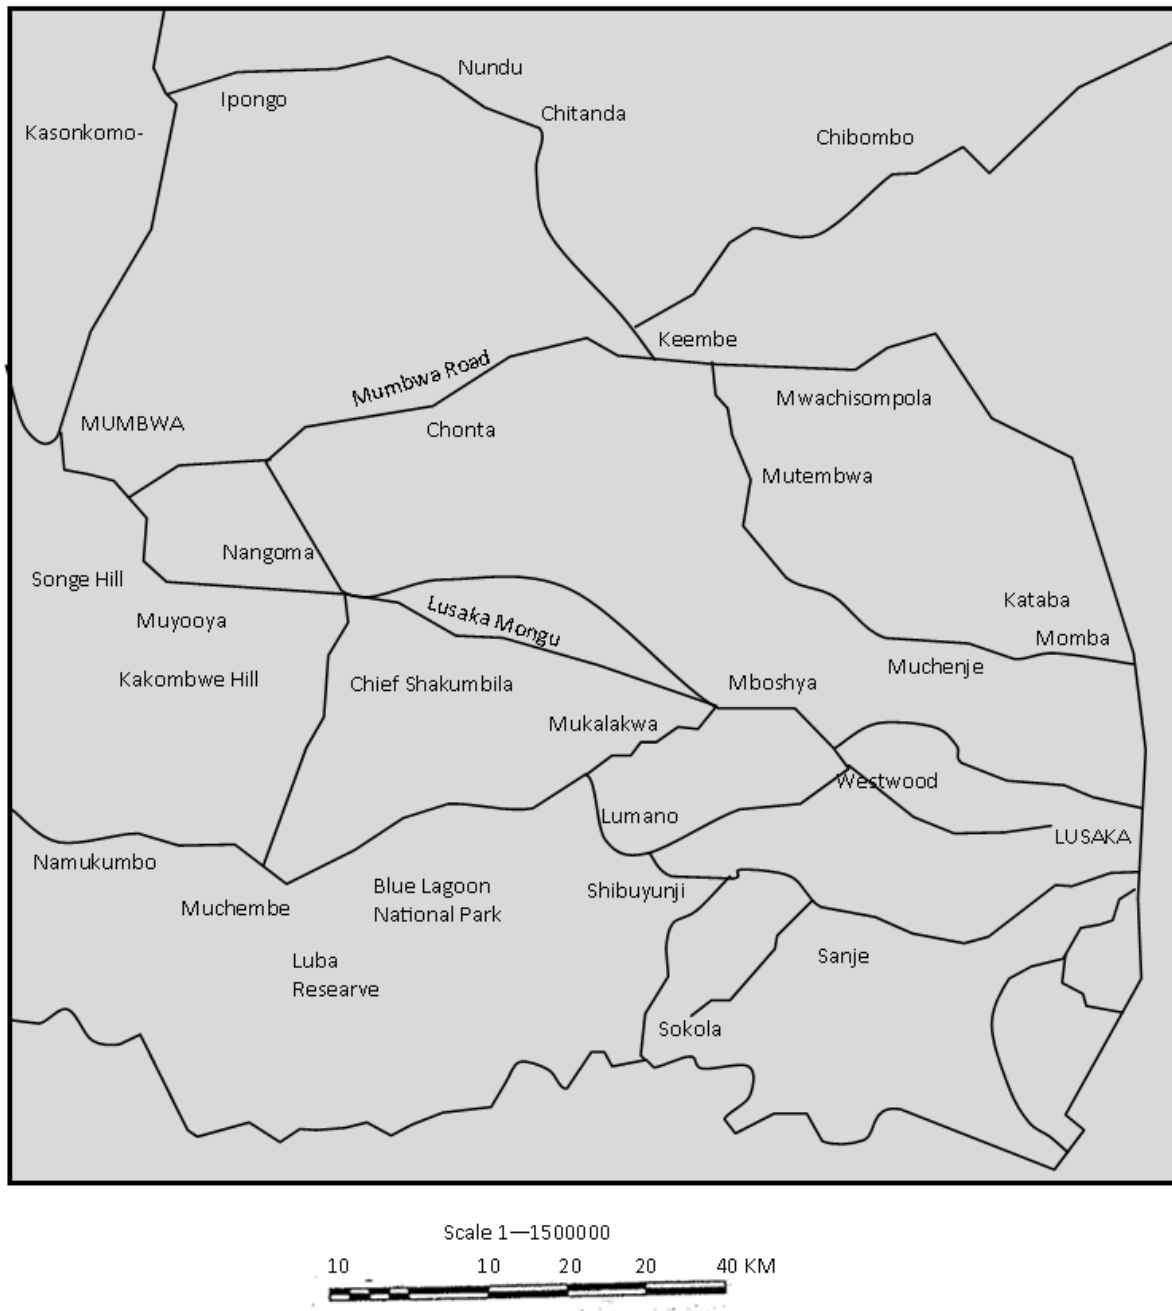 Nundu
Ipongo
Chitanda
Kasonkomo-
Chibombo
Keembe
Mumbwa Road
Mwachisompola
MUMBWA
Chonta
Mutembwa
Nangoma
Songe Hill
Lusaka Mongu
Kataba
Muyooya
Momba
Muchenje
Kakombwe Hill
Chief Shakumbila
Mboshya
Mukalakwa
Westwood
Lumano
LUSAKA
Namukumbo
Blue Lagoon
National Park
Shibuyunji
Muchembe
Sanje
Luba
Researve
Sokola
Scale 1—1500000
10 10 20 20 40 KM